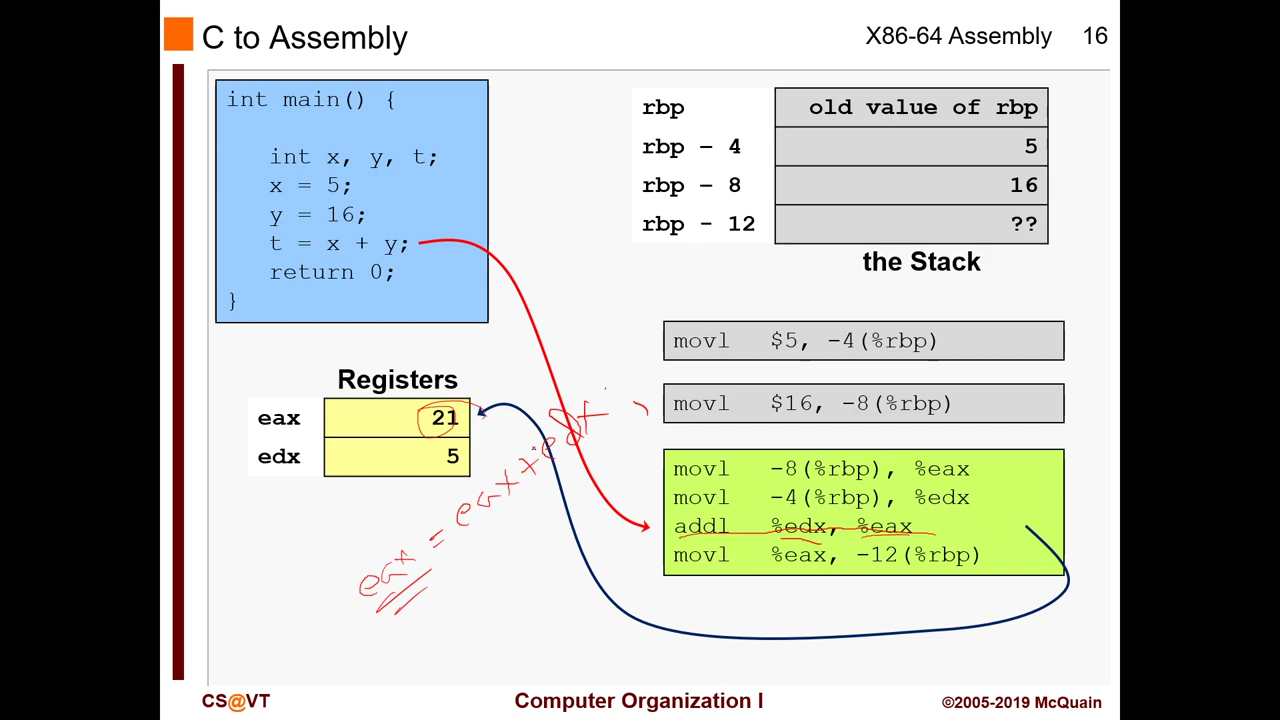 C to Assembly
X86-64 Assembly 16
int main() {
int x, y, t;
x = 5;
y = 16;
t = x + y;
return 0;
}
rbp old value of rbp
rbp – 4 5
rbp – 8 16
rbp - 12 ??
the Stack
movl $5, -4(%rbp)
movl $16, -8(%rbp)
movl -8(%rbp), %eax
movl -4(%rbp), %edx
addl %edx, %eax
movl %eax, -12(%rbp)
Registers
eax 21
edx 5
eax = eax + edx
CS@VT
Computer Organization I
©2005-2019 McQuain